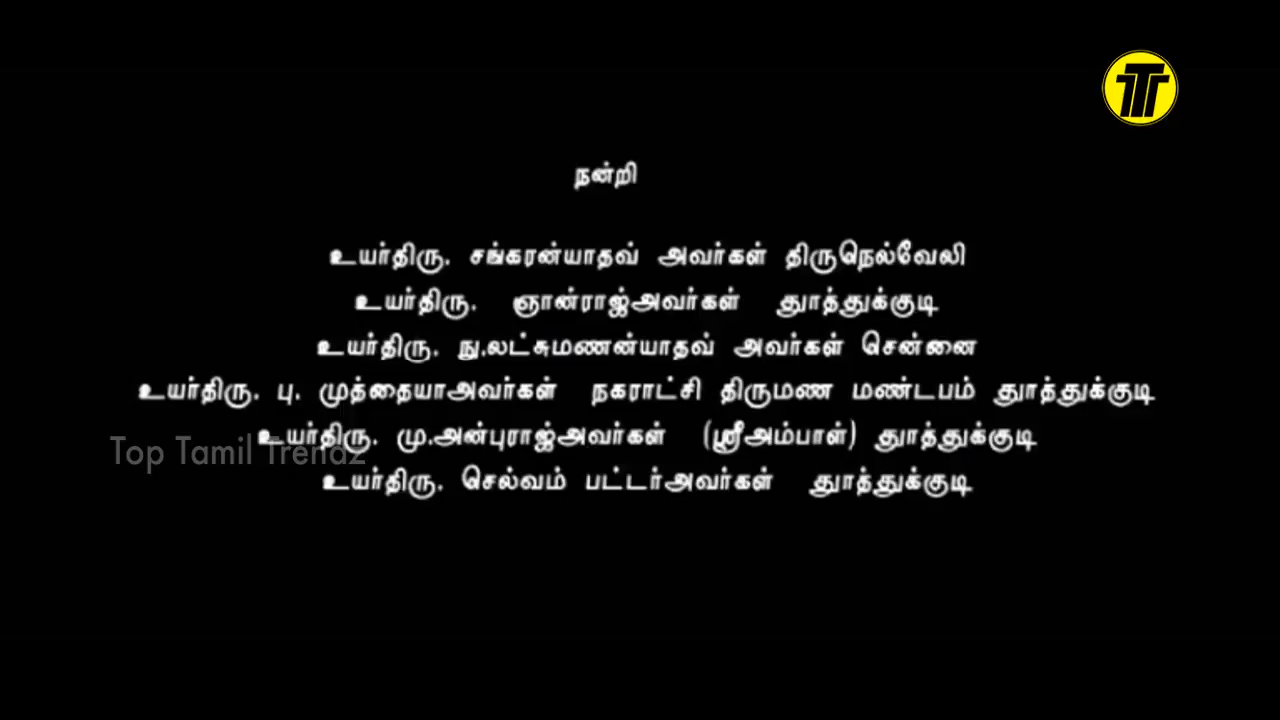 நன்றி
உயர்திரு. சங்கரன்யாதவ் அவர்கள் திருநெல்வேலி
உயர்திரு. ஞான்ராஜ்அவர்கள் தூத்துக்குடி
உயர்திரு. நு.லட்சுமணன்யாதவ் அவர்கள் சென்னை
உயர்திரு. பு. முத்தையாஅவர்கள் நகராட்சி திருமண மண்டபம் தூத்துக்குடி
உயர்திரு. மு.அன்புராஜ்அவர்கள் (ஸ்ரீஅம்பாள்) தூத்துக்குடி
Top Tamil Trendz
உயர்திரு. செல்வம் பட்டர்அவர்கள் தூத்துக்குடி